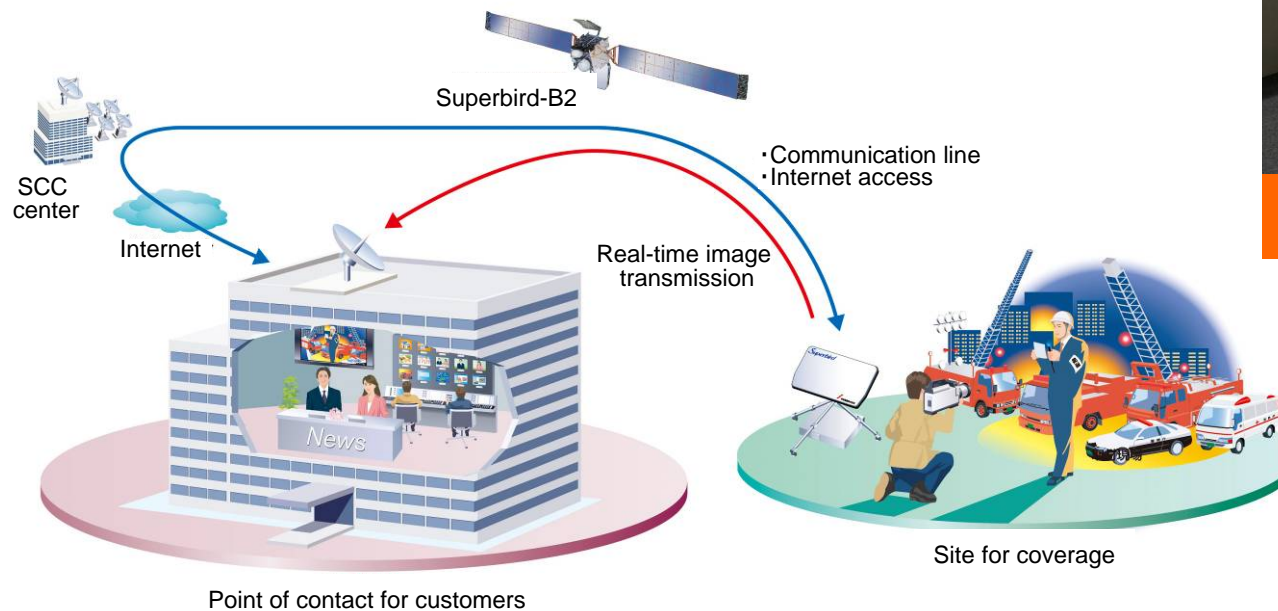 Superbird-B2
SCC
center
・Communication line
・Internet access
Internet
Real-time image
transmission
Superbird
News
Site for coverage
Point of contact for customers